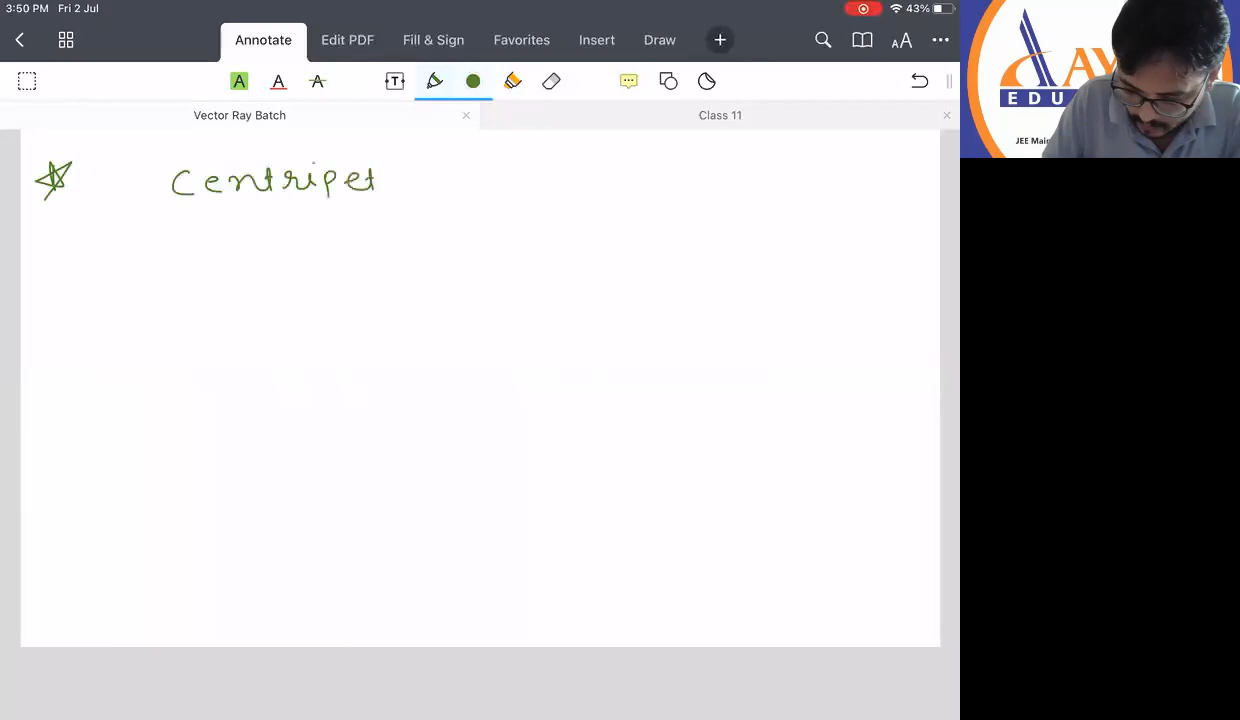 3:50 PM Fri 2 Jul 43%
Annotate Edit PDF Fill & Sign Favorites Insert Draw
Vector Ray Batch Class 11
Centripet
AY
EDU
JEE Main